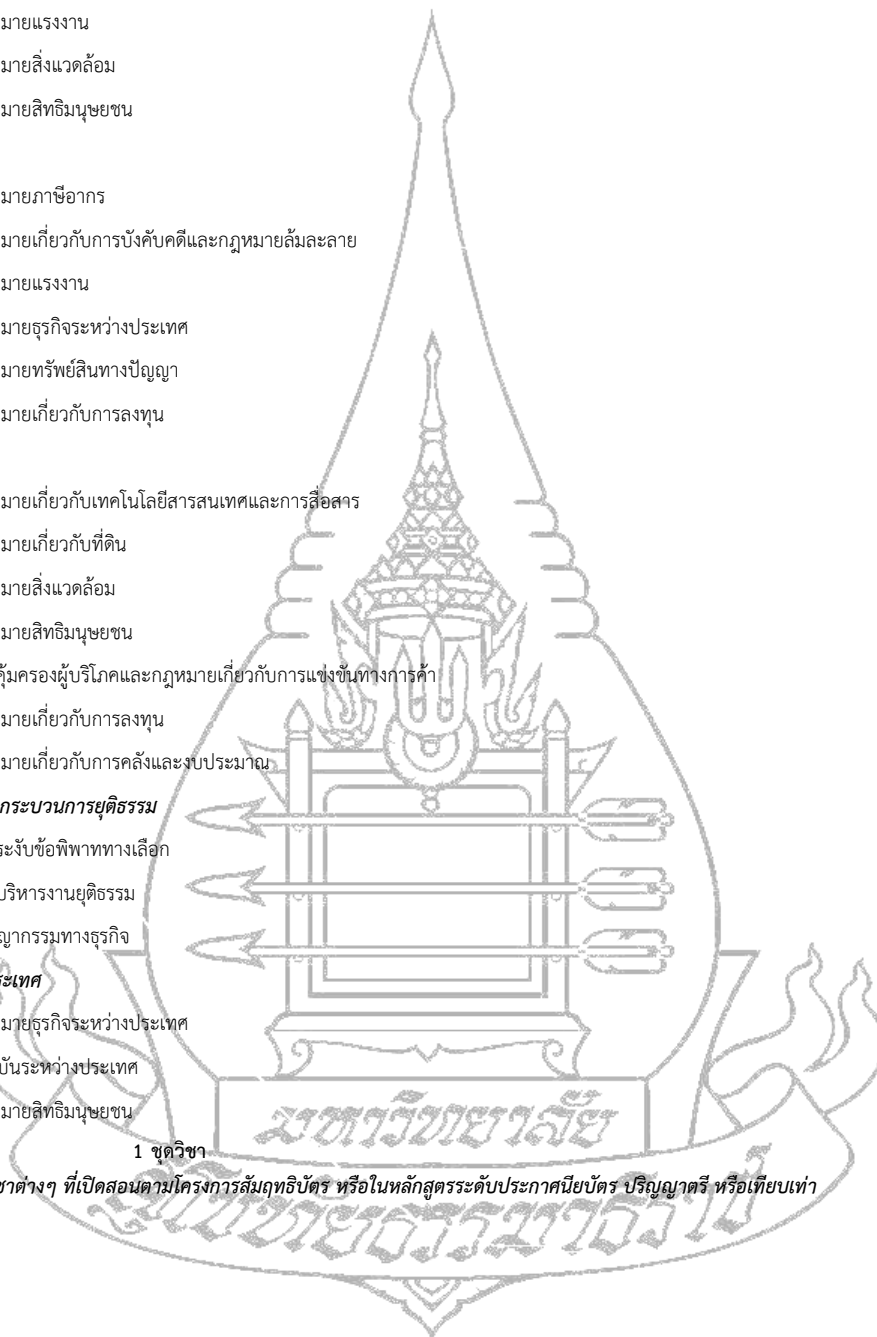 มายแรงงาน
มายสิ่งแวดล้อม
มายสิทธิมนุษยชน
มายภาษีอากร
มายเกี่ยวกับการบังคับคดีและกฎหมายล้มละลาย
มายแรงงาน
มายธุรกิจระหว่างประเทศ
มายทรัพย์สินทางปัญญา
มายเกี่ยวกับการลงทุน
มายเกี่ยวกับเทคโนโลยีสารสนเทศและการสื่อสาร
มายเกี่ยวกับที่ดิน
มายสิ่งแวดล้อม
มายสิทธิมนุษยชน
คุ้มครองผู้บริโภคและกฎหมายเกี่ยวกับการแข่งขันทางการค้า
มายเกี่ยวกับการลงทุน
มายเกี่ยวกับการคลังและงบประมาณ
กระบวนการยุติธรรม
ระงับข้อพิพาททางเลือก
บริหารงานยุติธรรม
ญากรรมทางธุรกิจ
ระเทศ
มายธุรกิจระหว่างประเทศ
บันระหว่างประเทศ
มายสิทธิมนุษยชน
มหาวิทยาลัย
1 ชุดวิชา
ชาต่างๆ ที่เปิดสอนตามโครงการสัมฤทธิบัตร หรือในหลักสูตรระดับประกาศนียบัตร ปริญญาตรี หรือเทียบเท่า
สุโขทัยธรรมาธิราช